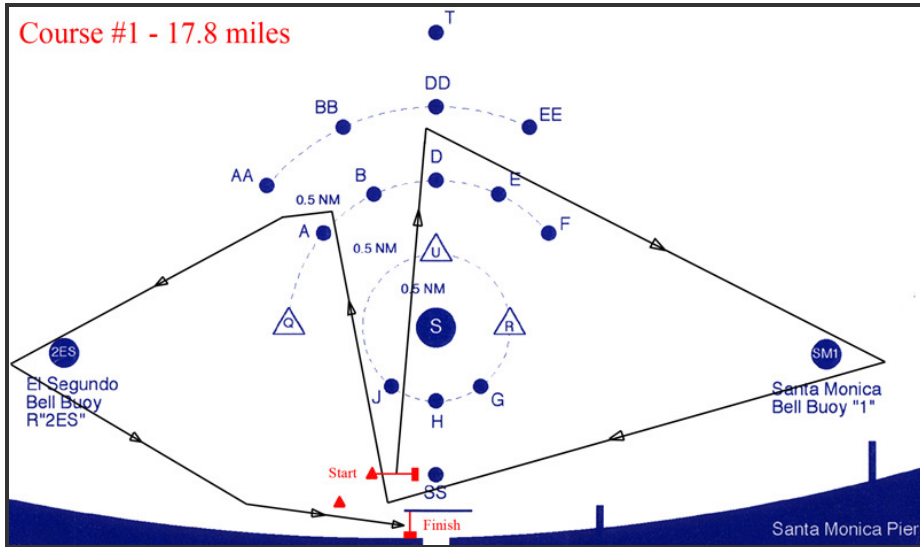 Course #1 - 17.8 miles
T
DD
BB
EE
AA
D
B
E
0.5 NM
A
F
0.5 NM
U
0.5 NM
Q
S
R
2ES
SM1
El Segundo
Bell Buoy
R"2ES"
Santa Monica
Bell Buoy "1"
J
G
H
Start
SS
Finish
Santa Monica Pier